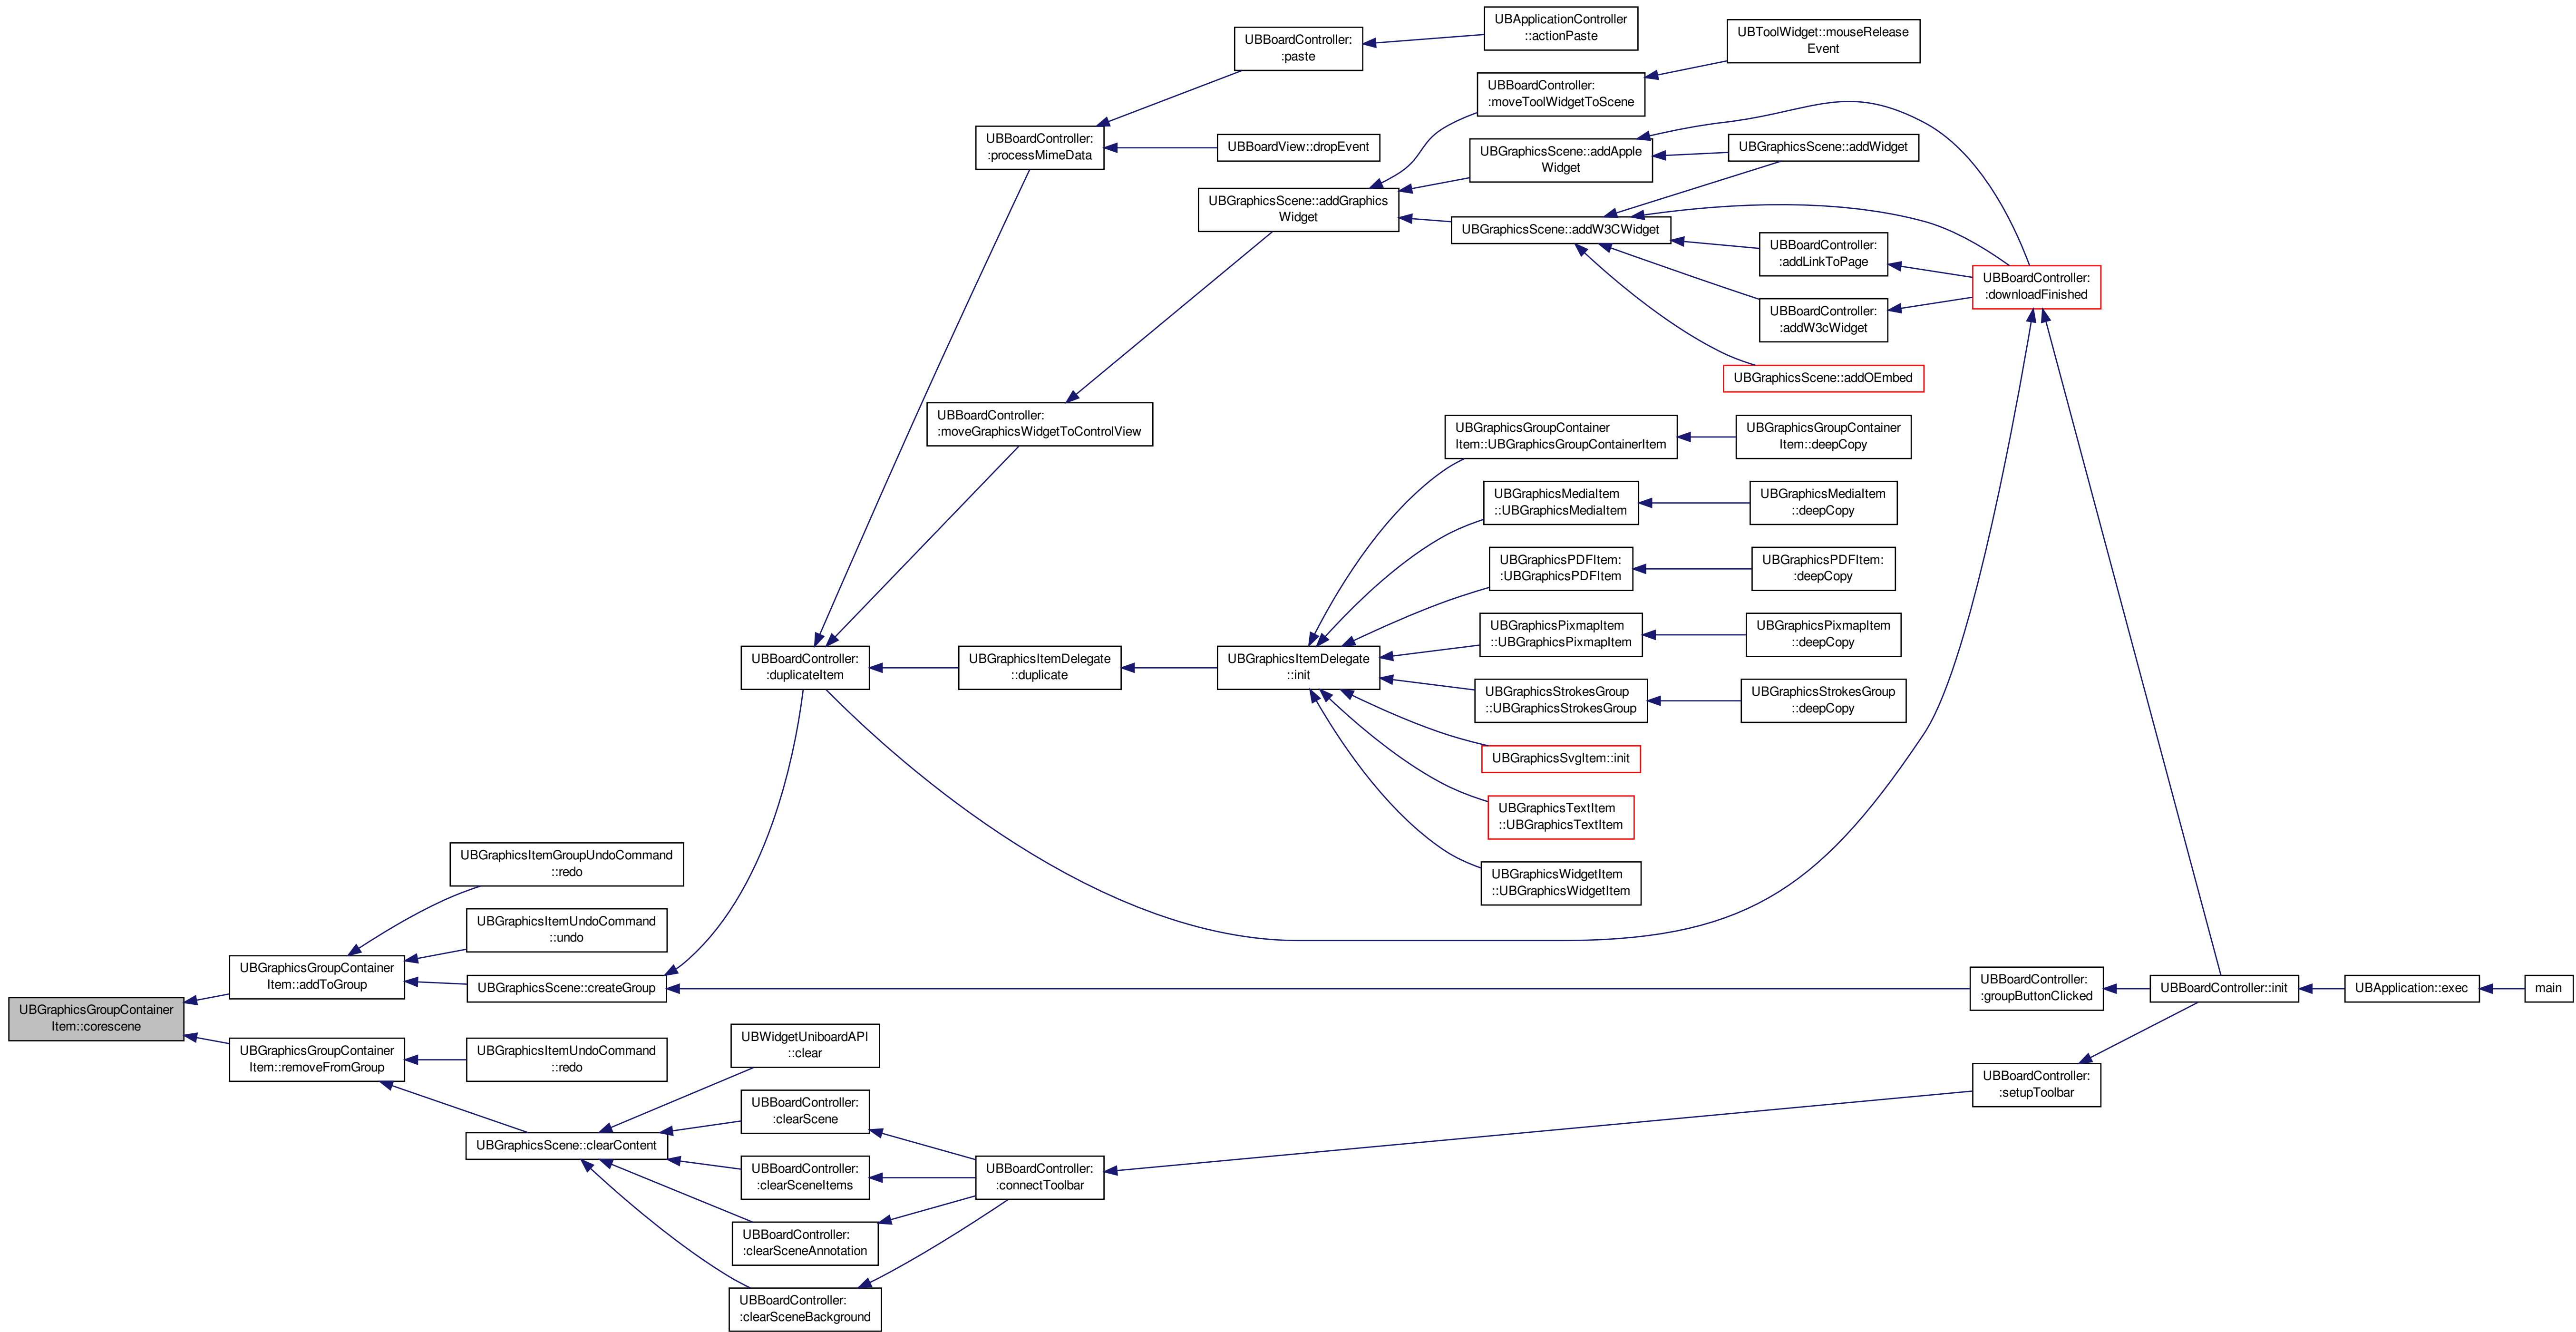 UBGraphicsGroupContainer
Item::corescene
UBGraphicsGroupContainer
Item::addToGroup
UBGraphicsGroupContainer
Item::removeFromGroup
UBGraphicsItemGroupUndoCommand
::redo
UBGraphicsItemUndoCommand
::undo
UBGraphicsScene::createGroup
UBGraphicsItemUndoCommand
::redo
UBGraphicsScene::clearContent
UBBoardController:
:duplicateItem
UBWidgetUniboardAPI
::clear
UBBoardController:
:clearScene
UBBoardController:
:clearSceneItems
UBBoardController:
:clearSceneAnnotation
UBBoardController:
:clearSceneBackground
UBBoardController:
:processMimeData
UBBoardController:
:moveGraphicsWidgetToControlView
UBGraphicsItemDelegate
::duplicate
UBBoardController:
:connectToolbar
UBBoardController:
:paste
UBBoardView::dropEvent
UBGraphicsScene::addGraphics
Widget
UBGraphicsItemDelegate
::init
UBApplicationController
::actionPaste
UBBoardController:
:moveToolWidgetToScene
UBGraphicsScene::addApple
Widget
UBGraphicsScene::addW3CWidget
UBGraphicsGroupContainer
Item::UBGraphicsGroupContainerItem
UBGraphicsMediaItem
::UBGraphicsMediaItem
UBGraphicsPDFItem:
:UBGraphicsPDFItem
UBGraphicsPixmapItem
::UBGraphicsPixmapItem
UBGraphicsStrokesGroup
::UBGraphicsStrokesGroup
UBGraphicsSvgItem::init
UBGraphicsTextItem
::UBGraphicsTextItem
UBGraphicsWidgetItem
::UBGraphicsWidgetItem
UBToolWidget::mouseRelease
Event
UBGraphicsScene::addWidget
UBBoardController:
:addLinkToPage
UBBoardController:
:addW3cWidget
UBGraphicsScene::addOEmbed
UBGraphicsGroupContainer
Item::deepCopy
UBGraphicsMediaItem
::deepCopy
UBGraphicsPDFItem:
:deepCopy
UBGraphicsPixmapItem
::deepCopy
UBGraphicsStrokesGroup
::deepCopy
UBBoardController:
:downloadFinished
UBBoardController:
:groupButtonClicked
UBBoardController:
:setupToolbar
UBBoardController::init
UBApplication::exec
main